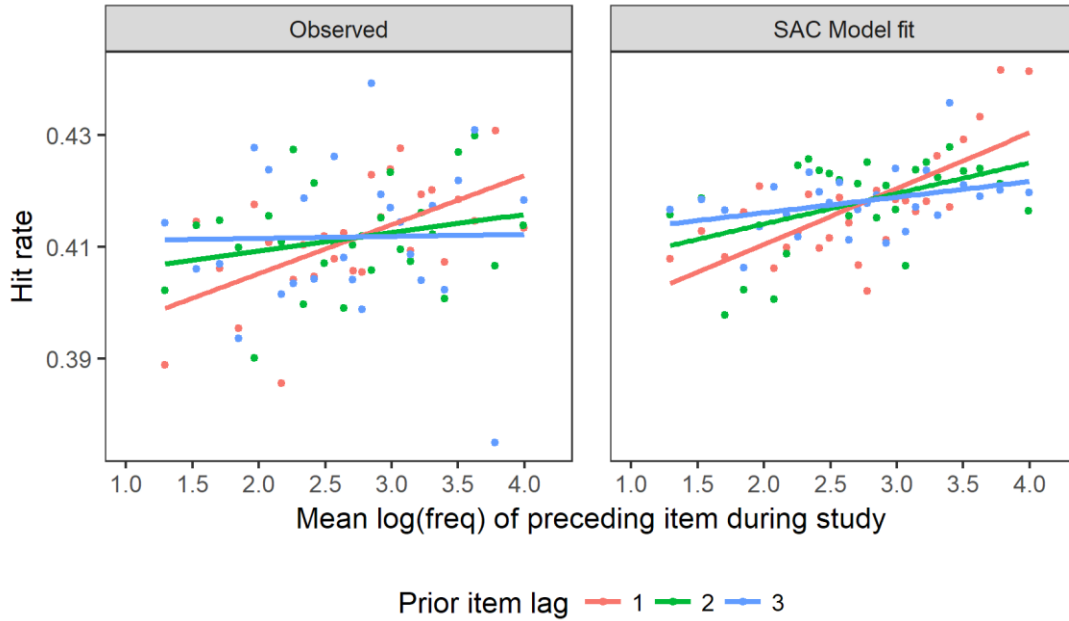 Observed
SAC Model fit
Hit rate
0.43
0.41
0.39
1.0 1.5 2.0 2.5 3.0 3.5 4.0
1.0 1.5 2.0 2.5 3.0 3.5 4.0
Mean log(freq) of preceding item during study
Prior item lag 1 2 3